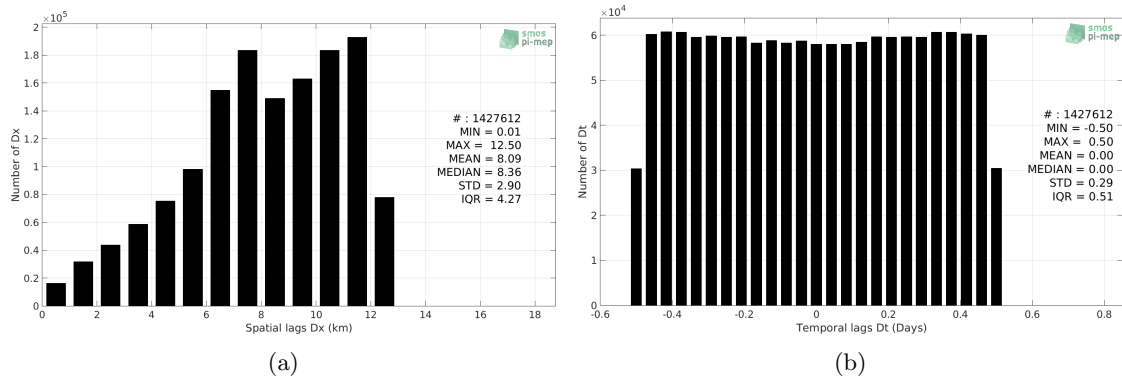 ×10⁵
2
1.8
1.6
1.4
1.2
1
0.8
0.6
0.4
0.2
0
Number of Dx
smos
pi-mep
# : 1427612
MIN = 0.01
MAX = 12.50
MEAN = 8.09
MEDIAN = 8.36
STD = 2.90
IQR = 4.27
0 2 4 6 8 10 12 14 16 18
Spatial lags Dx (km)
(a)
×10⁴
6
5
4
3
2
1
0
Number of Dt
smos
pi-mep
# : 1427612
MIN = -0.50
MAX = 0.50
MEAN = 0.00
MEDIAN = 0.00
STD = 0.29
IQR = 0.51
-0.6 -0.4 -0.2 0 0.2 0.4 0.6 0.8
Temporal lags Dt (Days)
(b)